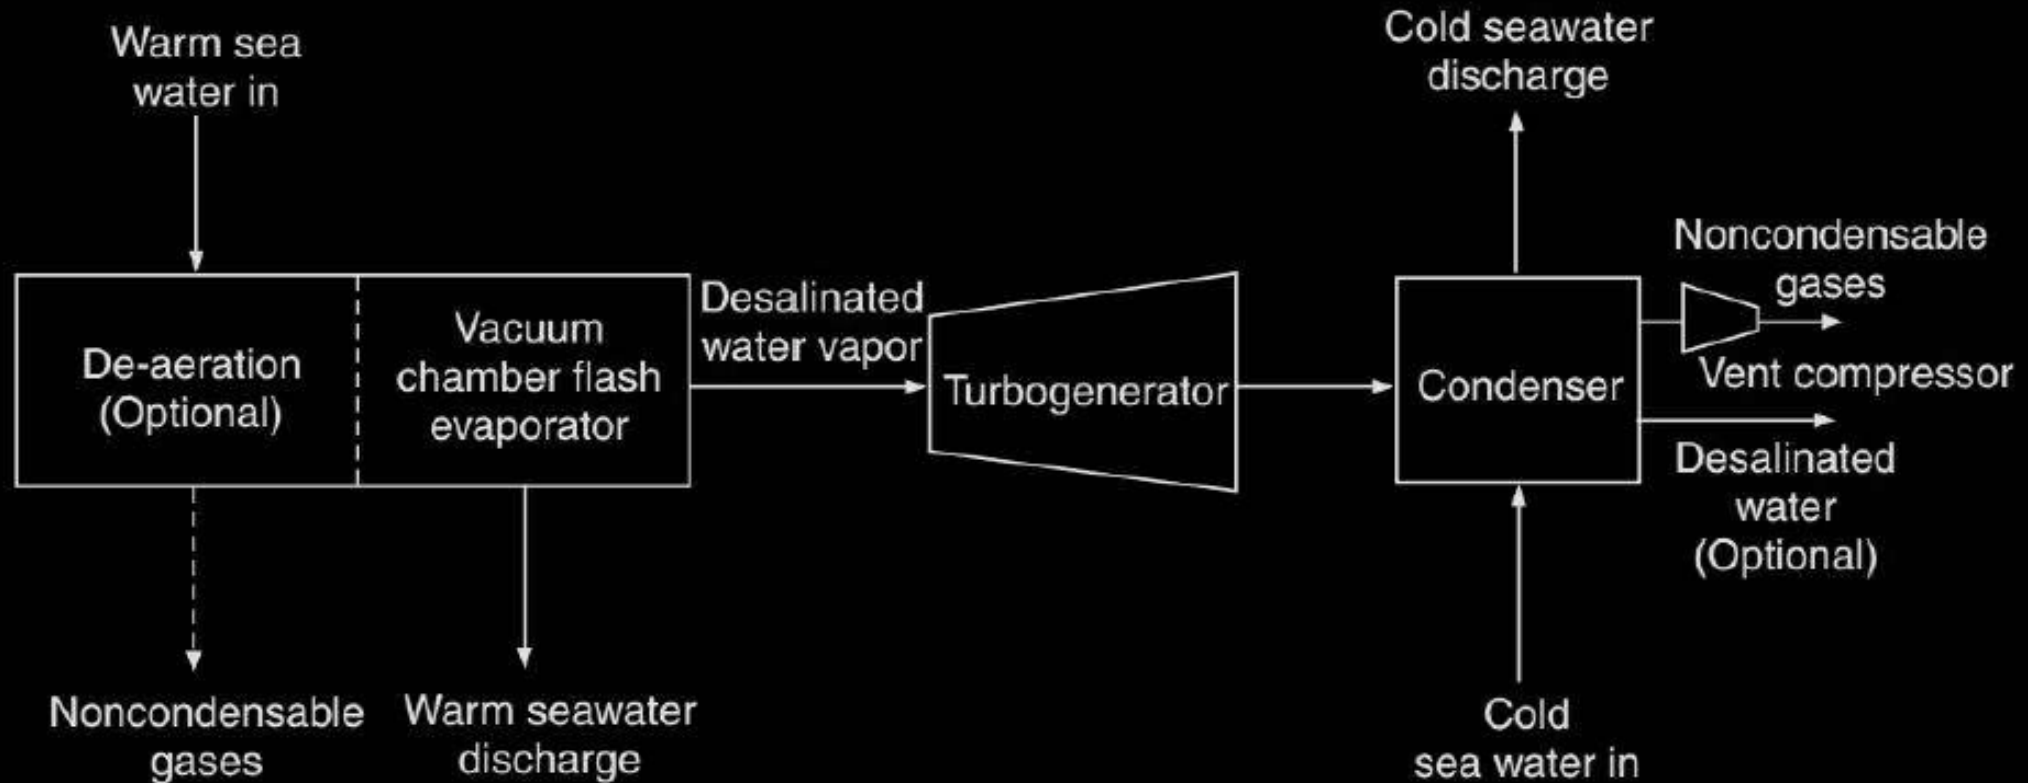 Warm sea
water in
Cold seawater
discharge
De-aeration
(Optional)
Vacuum
chamber flash
evaporator
Desalinated
water vapor
Turbogenerator
Condenser
Noncondensable
gases
Vent compressor
Desalinated
water
(Optional)
Noncondensable
gases
Warm seawater
discharge
Cold
sea water in